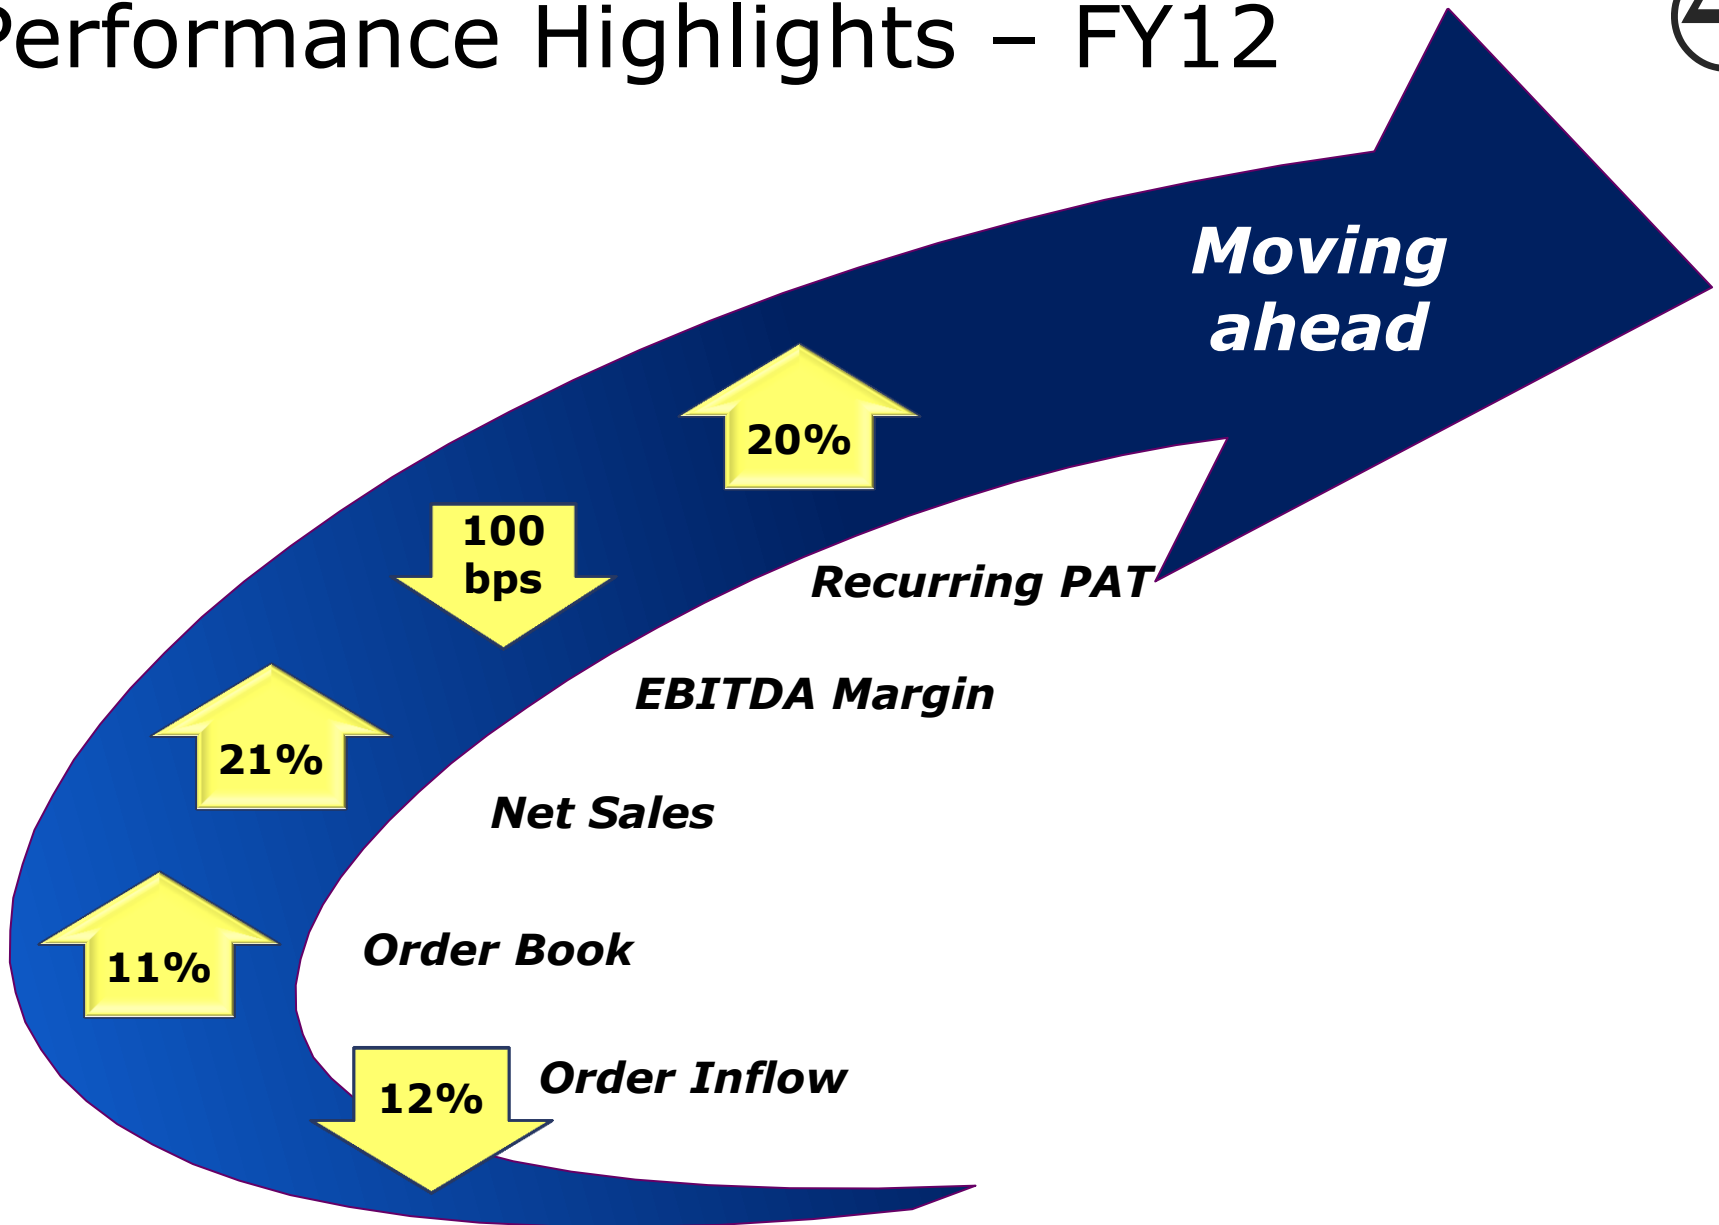 Performance Highlights – FY12
Moving
ahead
20%
100
bps
Recurring PAT
EBITDA Margin
21%
Net Sales
11%
Order Book
12%
Order Inflow